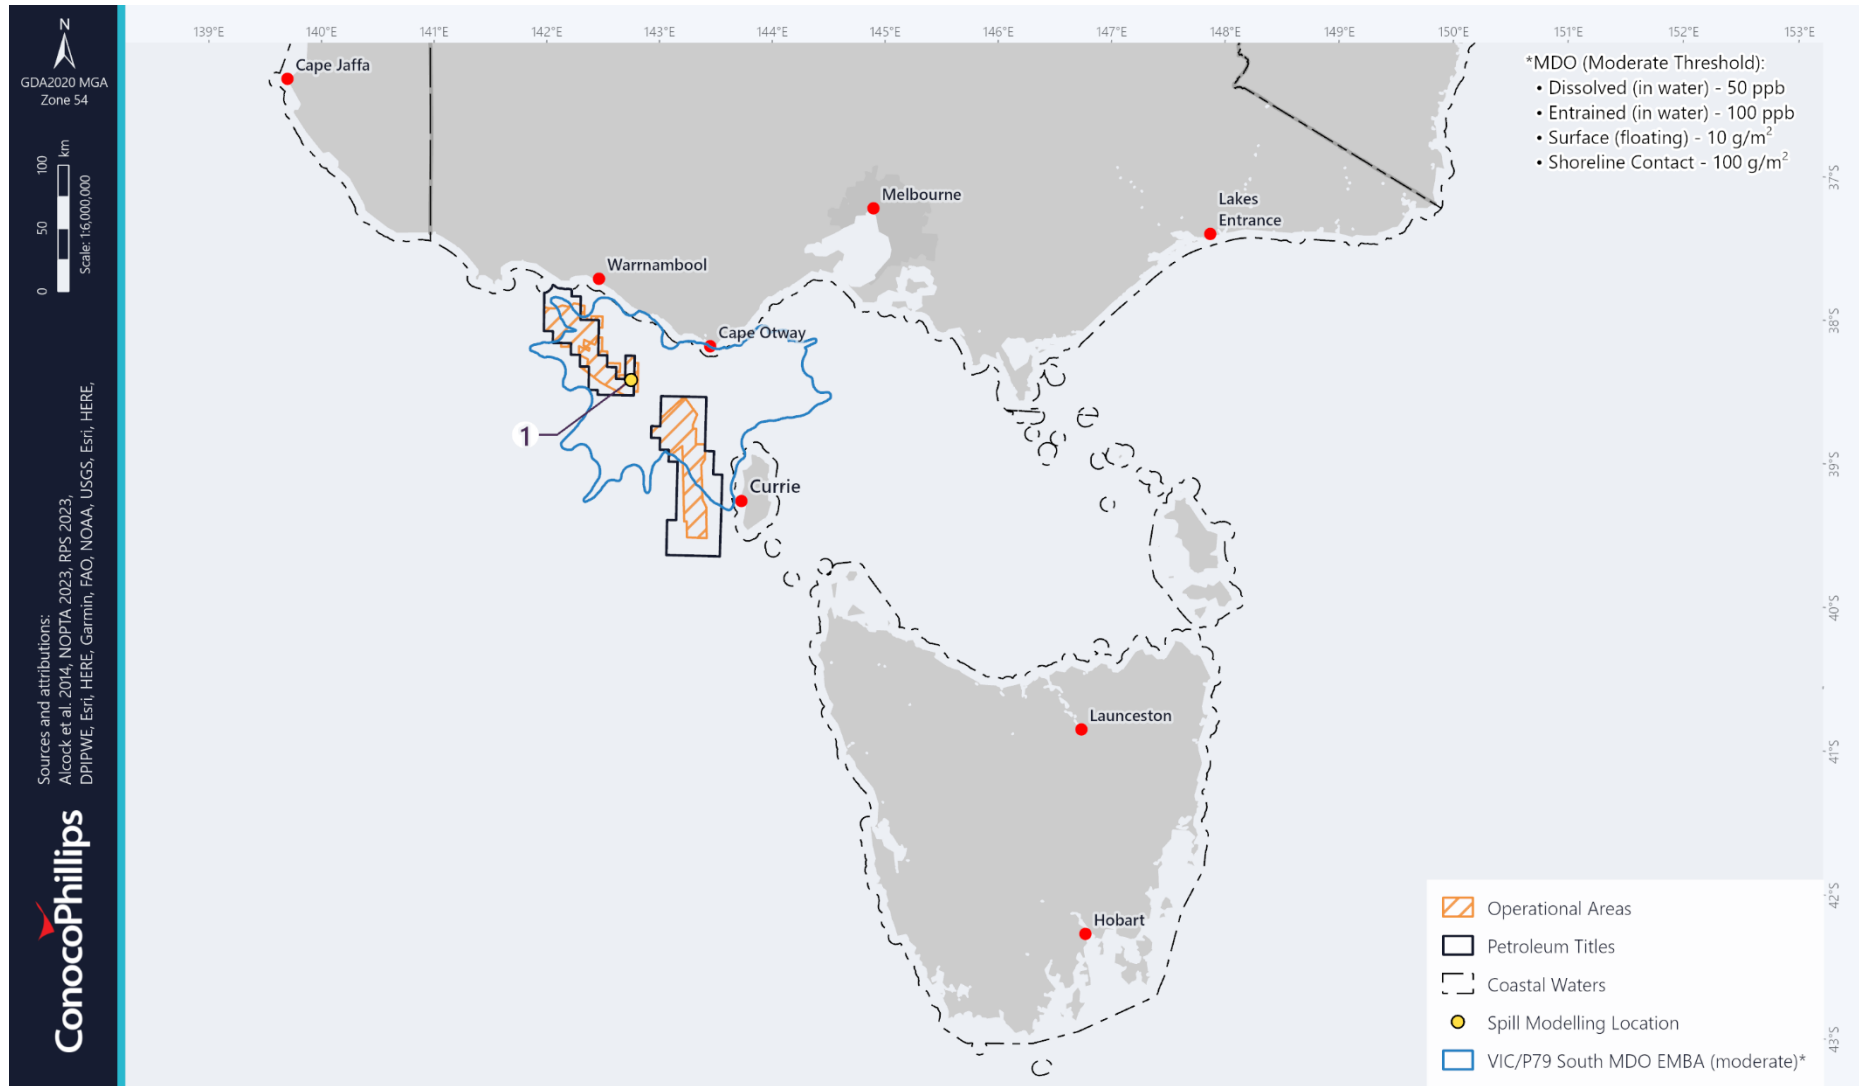 N
GDA2020 MGA
Zone 54
0 50 100 km
Scale: 1:6,000,000
Sources and attributions:
Alcock et al. 2014, NOPTA 2023, RPS 2023,
DPIPWE, Esri, HERE, Garmin, FAO, NOAA, USGS, Esri, HERE,
ConocoPhillips
139°E 140°E 141°E 142°E 143°E 144°E 145°E 146°E 147°E 148°E 149°E 150°E 151°E 152°E 153°E
*MDO (Moderate Threshold):
• Dissolved (in water) - 50 ppb
• Entrained (in water) - 100 ppb
• Surface (floating) - 10 g/m²
• Shoreline Contact - 100 g/m²
37°S
38°S
39°S
40°S
41°S
42°S
43°S
Cape Jaffa
Melbourne
Lakes
Entrance
Warrnambool
Cape Otway
1
Currie
Launceston
Hobart
Operational Areas
Petroleum Titles
Coastal Waters
Spill Modelling Location
VIC/P79 South MDO EMBA (moderate)*